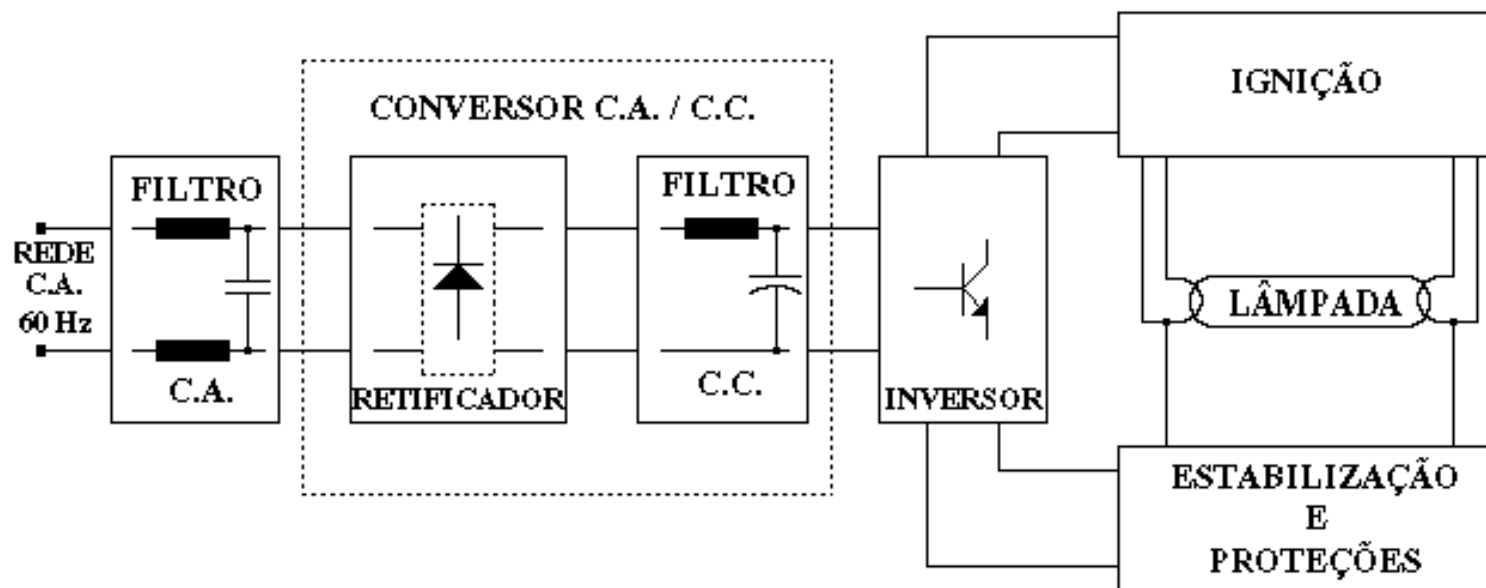 IGNIÇÃO
CONVERSOR C.A. / C.C.
FILTRO
FILTRO
REDE
C.A.
60 Hz
LÂMPADA
C.A.
RETIFICADOR
C.C.
INVERSOR
ESTABILIZAÇÃO
E
PROTEÇÕES